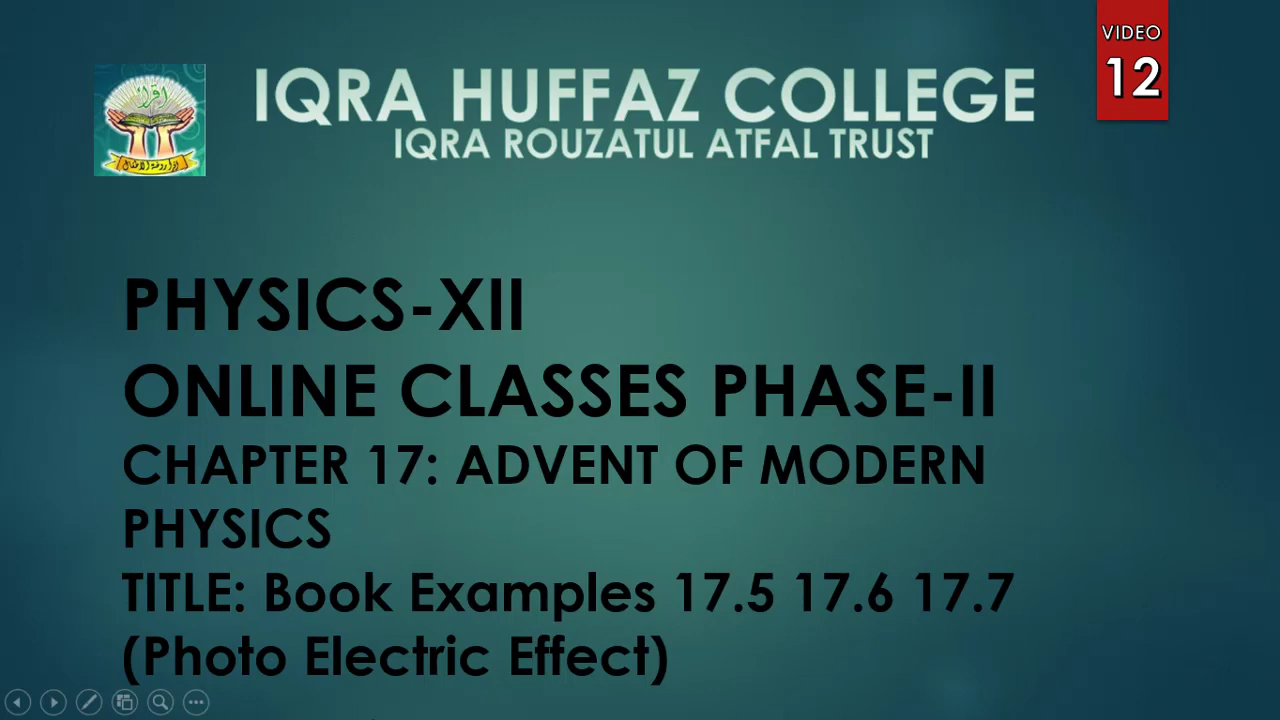 VIDEO
12
اقرأ
IQRA HUFFAZ COLLEGE
IQRA ROUZATUL ATFAL TRUST
PHYSICS-XII
ONLINE CLASSES PHASE-II
CHAPTER 17: ADVENT OF MODERN
PHYSICS
TITLE: Book Examples 17.5 17.6 17.7
(Photo Electric Effect)